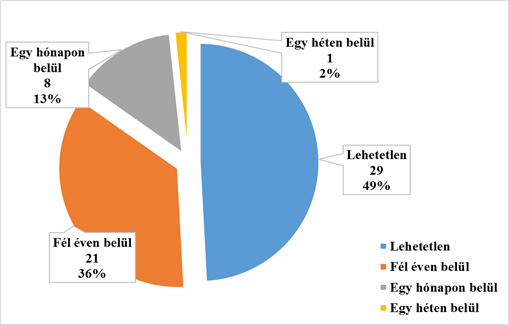 Egy héten belül
1
2%
Egy hónapon
belül
8
13%
Lehetetlen
29
49%
Fél éven belül
21
36%
Lehetetlen
Fél éven belül
Egy hónapon belül
Egy héten belül